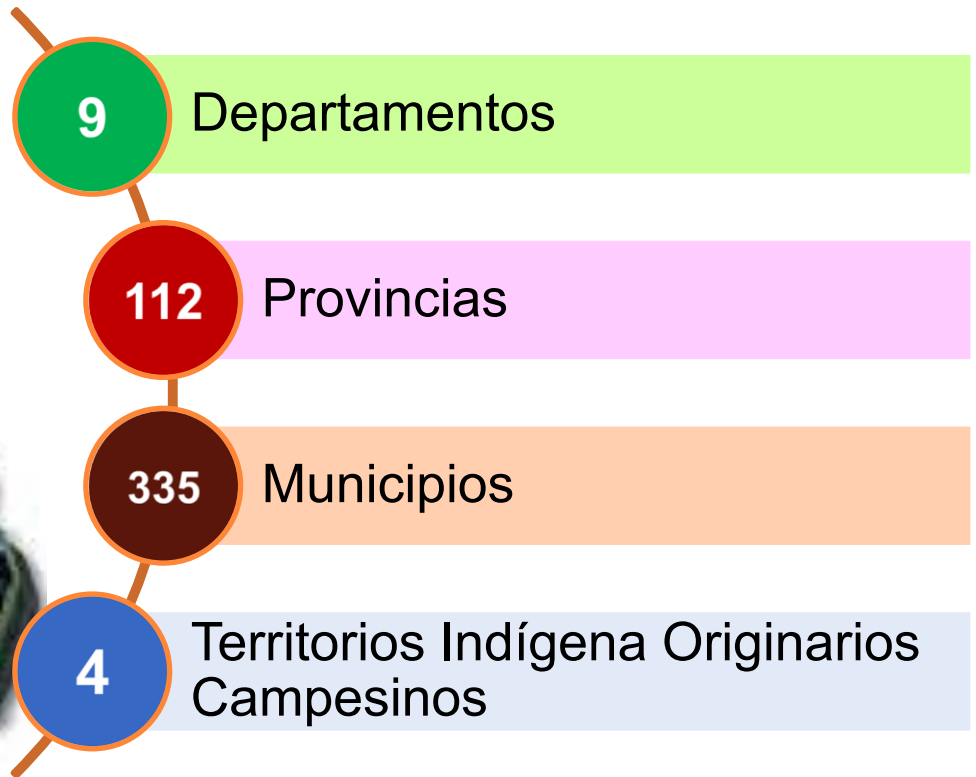 9 Departamentos
112 Provincias
335 Municipios
4 Territorios Indígena Originarios
Campesinos